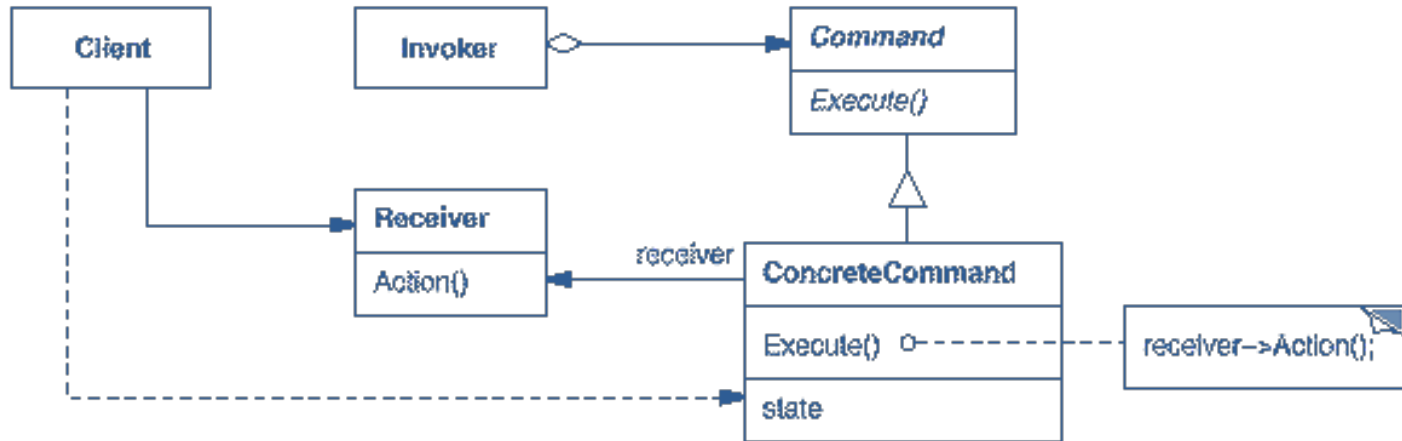 Client
Invoker
Command
Execute()
Receiver
Action()
receiver
ConcreteCommand
Execute()
receiver->Action();
state